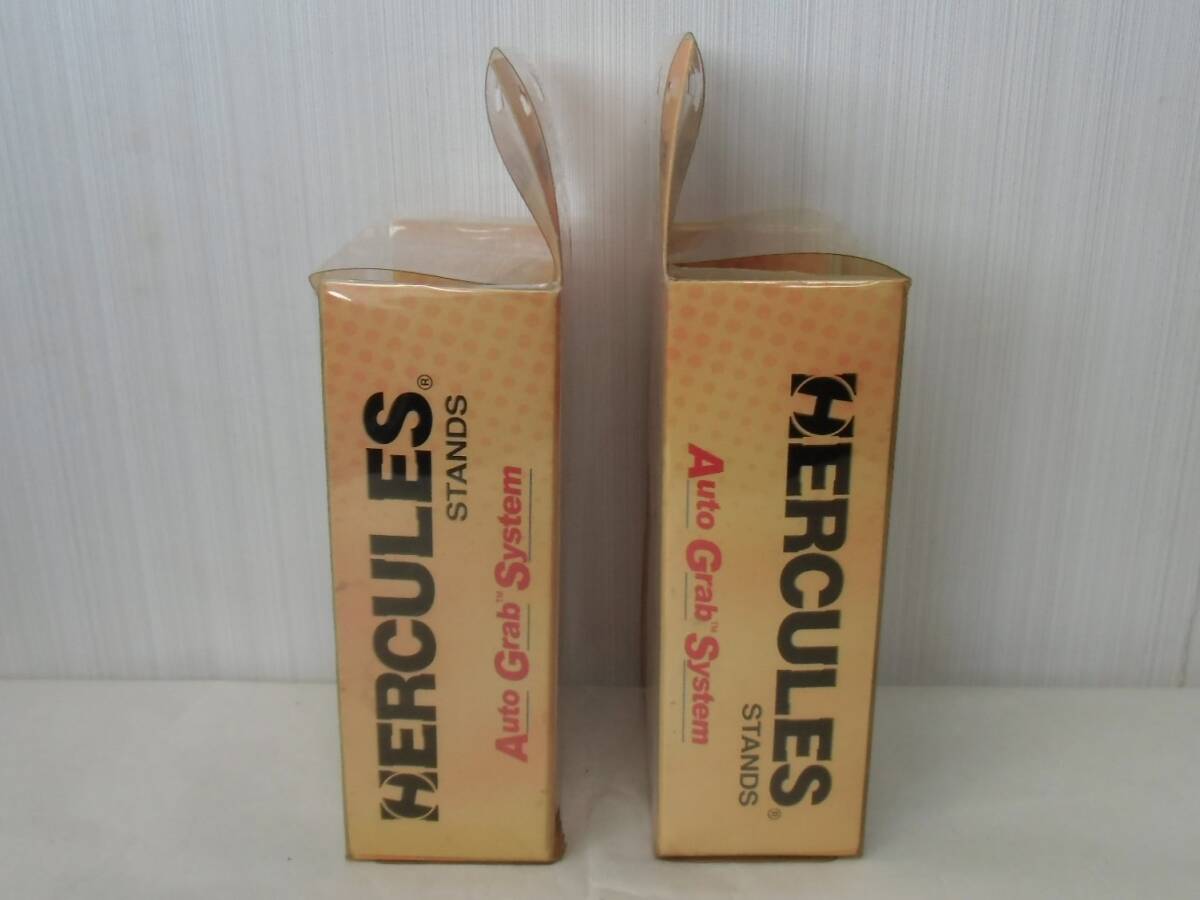 HERCULES®
STANDS
Auto Grab™ System
HERCULES®
STANDS
Auto Grab™ System